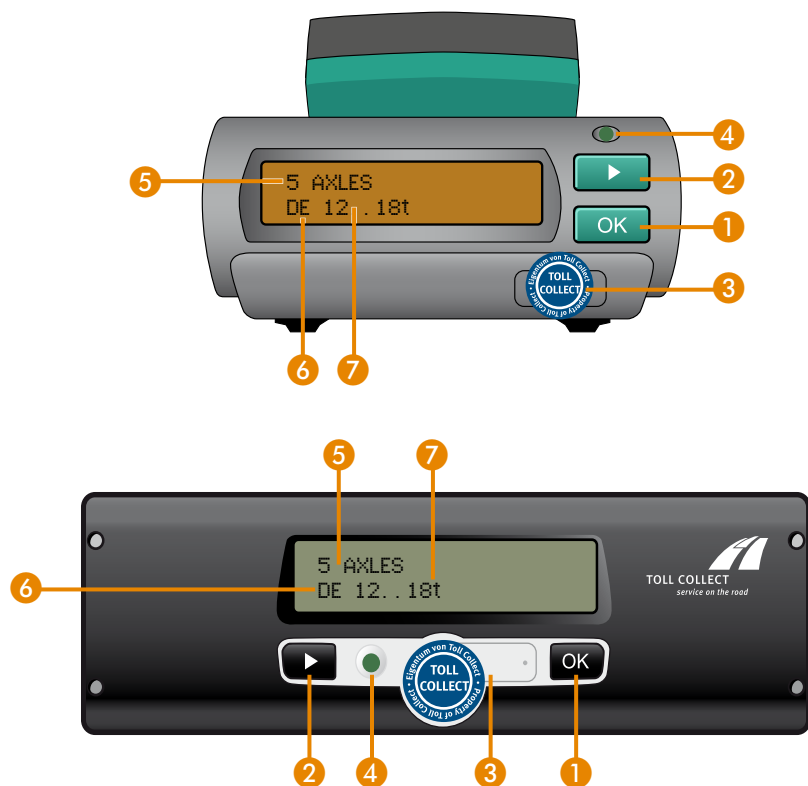 4
5
5 AXLES
2
DE 12..18t
OK
1
Eigentum von Toll Collect • Property of Toll Collect •
TOLL
COLLECT
3
6
7
5
7
5 AXLES
6
DE 12..18t
TOLL COLLECT
service on the road
Eigentum von Toll Collect • Property of Toll Collect •
TOLL
COLLECT
OK
2
4
3
1